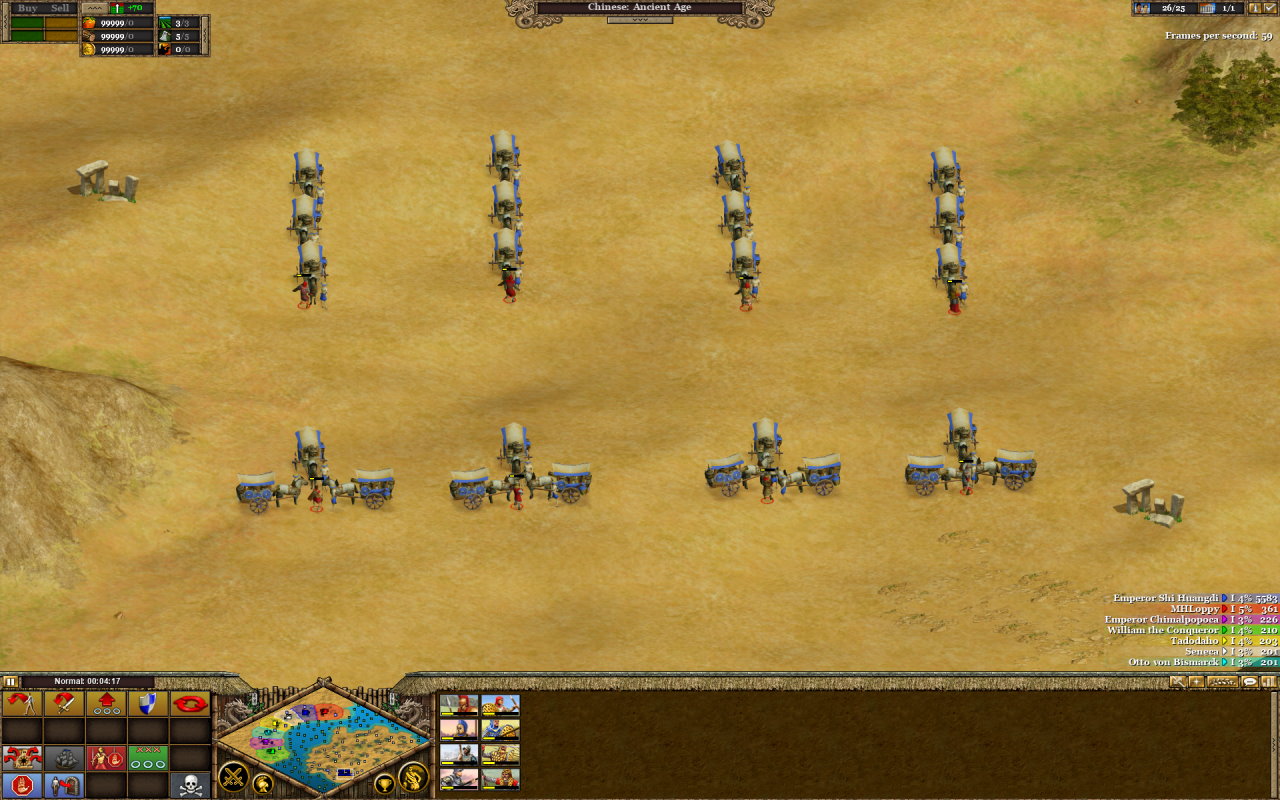 Buy Sell +70
99999/0 3/3
99999/0 5/5
99999/0 0/0
Chinese: Ancient Age
26/25 1/1
Frames per second: 59
Emperor Shi Huangdi I 4% 5583
MHLoppy I 5% 361
Emperor Chimalpopoca I 3% 226
William the Conqueror I 4% 210
Tadodaho I 4% 203
Seneca I 3% 201
Otto von Bismarck I 3% 201
Normal: 00:04:17